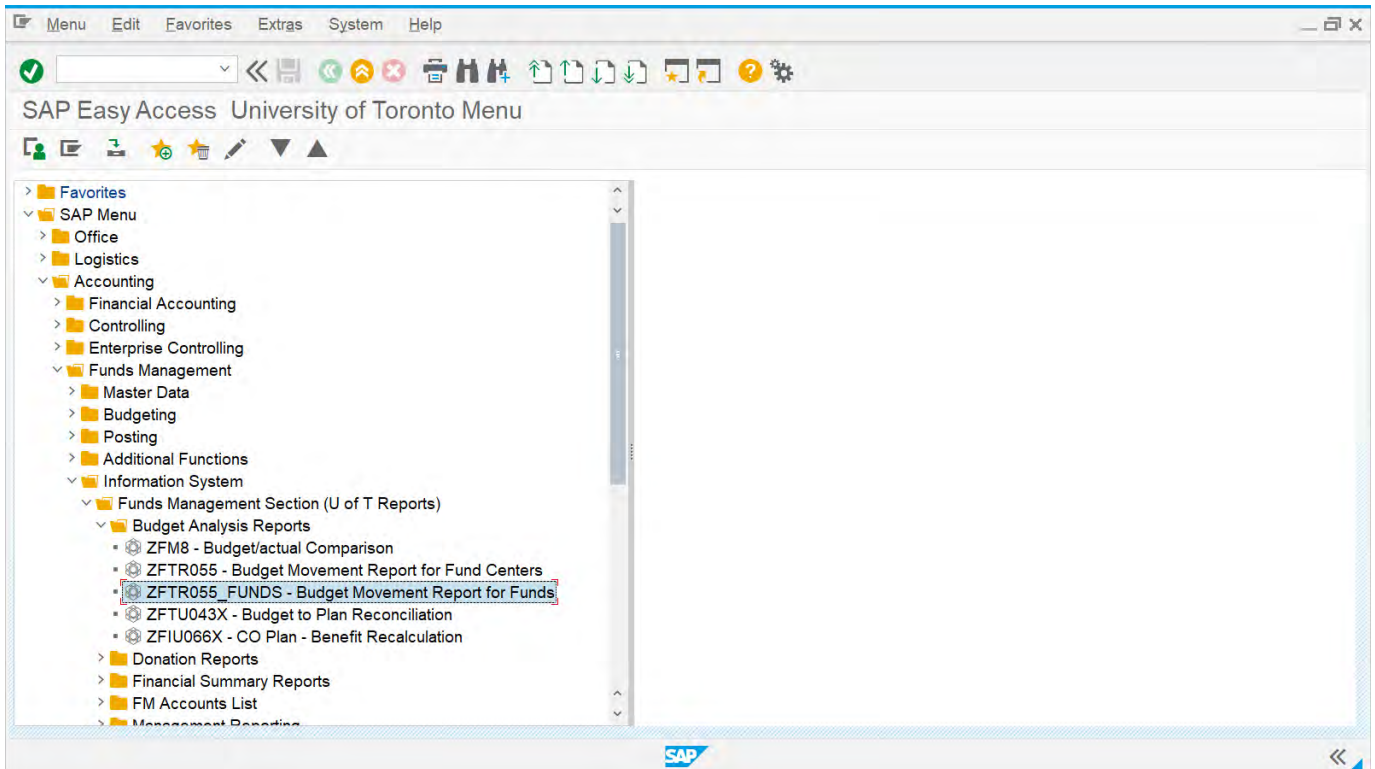 Menu Edit Favorites Extras System Help
SAP Easy Access University of Toronto Menu
Favorites
SAP Menu
Office
Logistics
Accounting
Financial Accounting
Controlling
Enterprise Controlling
Funds Management
Master Data
Budgeting
Posting
Additional Functions
Information System
Funds Management Section (U of T Reports)
Budget Analysis Reports
ZFM8 - Budget/actual Comparison
ZFTR055 - Budget Movement Report for Fund Centers
ZFTR055_FUNDS - Budget Movement Report for Funds
ZFTU043X - Budget to Plan Reconciliation
ZFIU066X - CO Plan - Benefit Recalculation
Donation Reports
Financial Summary Reports
FM Accounts List
Management Reporting
SAP